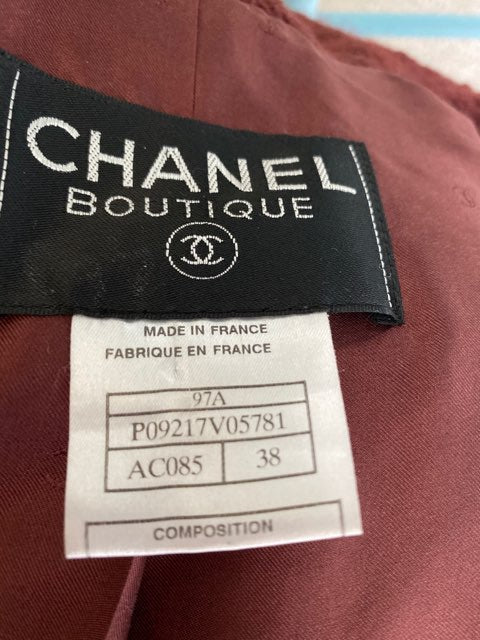 CHANEL
BOUTIQUE
MADE IN FRANCE
FABRIQUE EN FRANCE
97A
P09217V05781
AC085 38
COMPOSITION